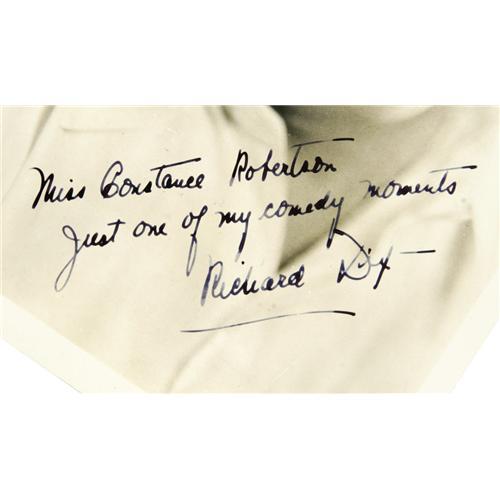 Miss Constance Robertson
Just one of my comedy moments
Richard Dix